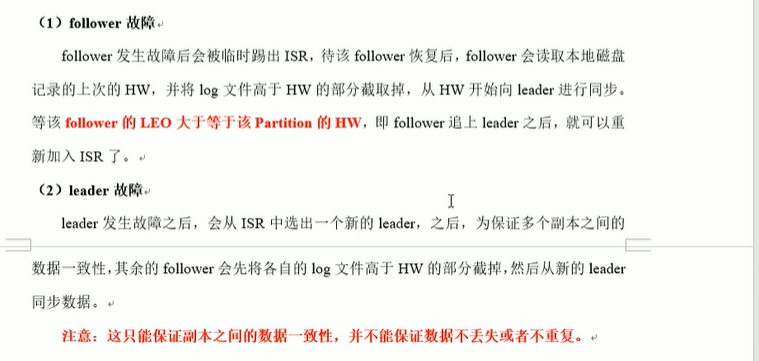 （1）follower 故障
follower 发生故障后会被临时踢出 ISR，待该 follower 恢复后，follower 会读取本地磁盘
记录的上次的 HW，并将 log 文件高于 HW 的部分截取掉，从 HW 开始向 leader 进行同步。
等该 follower 的 LEO 大于等于该 Partition 的 HW，即 follower 追上 leader 之后，就可以重
新加入 ISR 了。
（2）leader 故障
leader 发生故障之后，会从 ISR 中选出一个新的 leader，之后，为保证多个副本之间的
数据一致性，其余的 follower 会先将各自的 log 文件高于 HW 的部分截掉，然后从新的 leader
同步数据。
注意：这只能保证副本之间的数据一致性，并不能保证数据不丢失或者不重复。